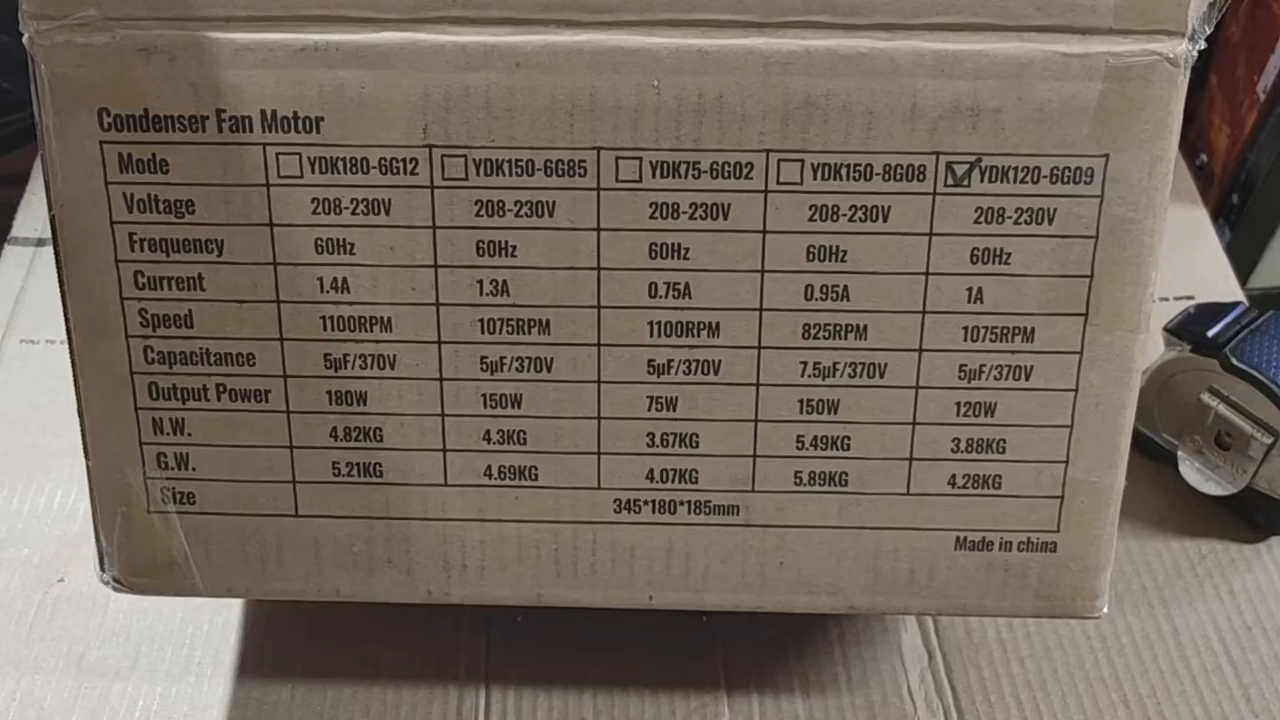 Condenser Fan Motor
Mode YDK180-6G12 YDK150-6G85 YDK75-6G02 YDK150-8G08 YDK120-6G09
Voltage 208-230V 208-230V 208-230V 208-230V 208-230V
Frequency 60Hz 60Hz 60Hz 60Hz 60Hz
Current 1.4A 1.3A 0.75A 0.95A 1A
Speed 1100RPM 1075RPM 1100RPM 825RPM 1075RPM
Capacitance 5μF/370V 5μF/370V 5μF/370V 7.5μF/370V 5μF/370V
Output Power 180W 150W 75W 150W 120W
N.W. 4.82KG 4.3KG 3.67KG 5.49KG 3.88KG
G.W. 5.21KG 4.69KG 4.07KG 5.89KG 4.28KG
Size 345*180*185mm
Made in china